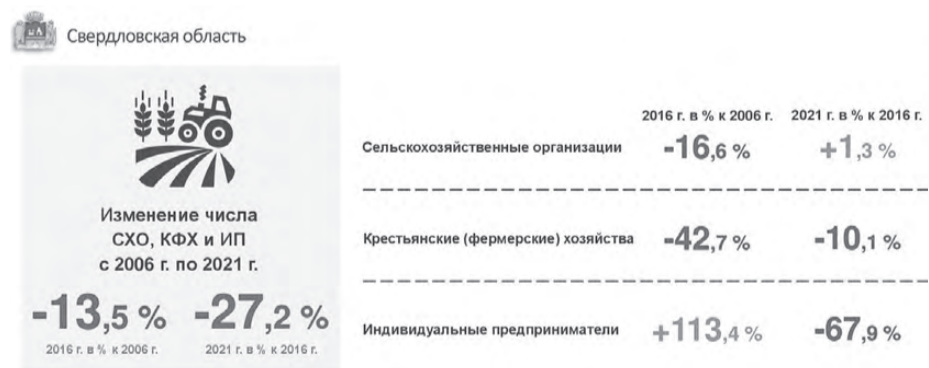 Свердловская область
Изменение числа
СХО, КФХ и ИП
с 2006 г. по 2021 г.
-13,5 % -27,2 %
2016 г. в % к 2006 г. 2021 г. в % к 2016 г.
2016 г. в % к 2006 г. 2021 г. в % к 2016 г.
Сельскохозяйственные организации -16,6 % +1,3 %
Крестьянские (фермерские) хозяйства -42,7 % -10,1 %
Индивидуальные предприниматели +113,4 % -67,9 %